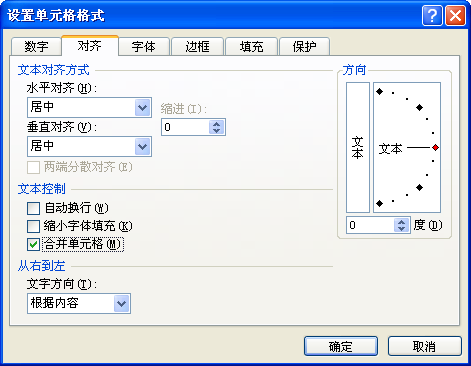 设置单元格格式
数字 对齐 字体 边框 填充 保护
文本对齐方式
水平对齐(H):
居中
缩进(I):
垂直对齐(V):
0
居中
两端分散对齐(E)
文本控制
自动换行(W)
缩小字体填充(K)
合并单元格(M)
从右到左
文字方向(T):
根据内容
方向
文本
文本
0 度(D)
确定 取消